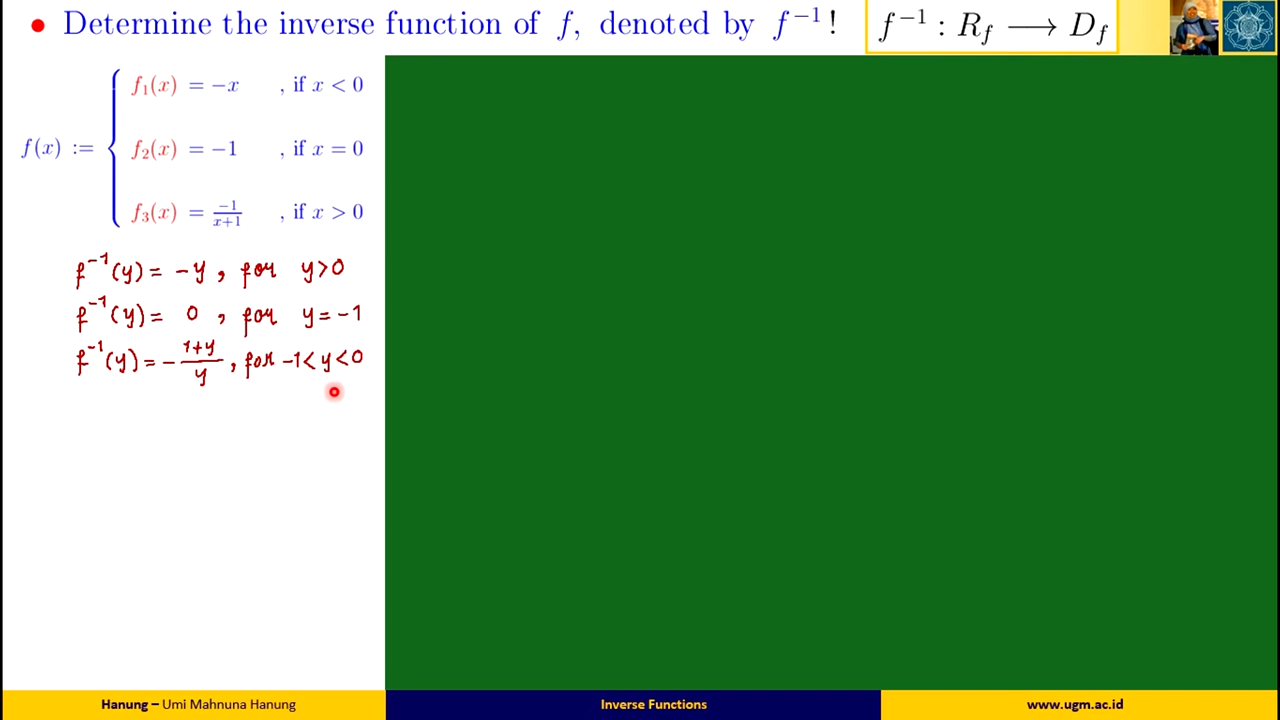 • Determine the inverse function of f, denoted by f⁻¹ !
f⁻¹ : R_f ⟶ D_f
f(x) :=
f₁(x) = −x , if x < 0
f₂(x) = −1 , if x = 0
f₃(x) = −1/(x+1) , if x > 0
f⁻¹(y) = −y, for y>0
f⁻¹(y) = 0, for y=−1
f⁻¹(y) = −(1+y)/y, for −1<y<0
Hanung – Umi Mahnuna Hanung
Inverse Functions
www.ugm.ac.id